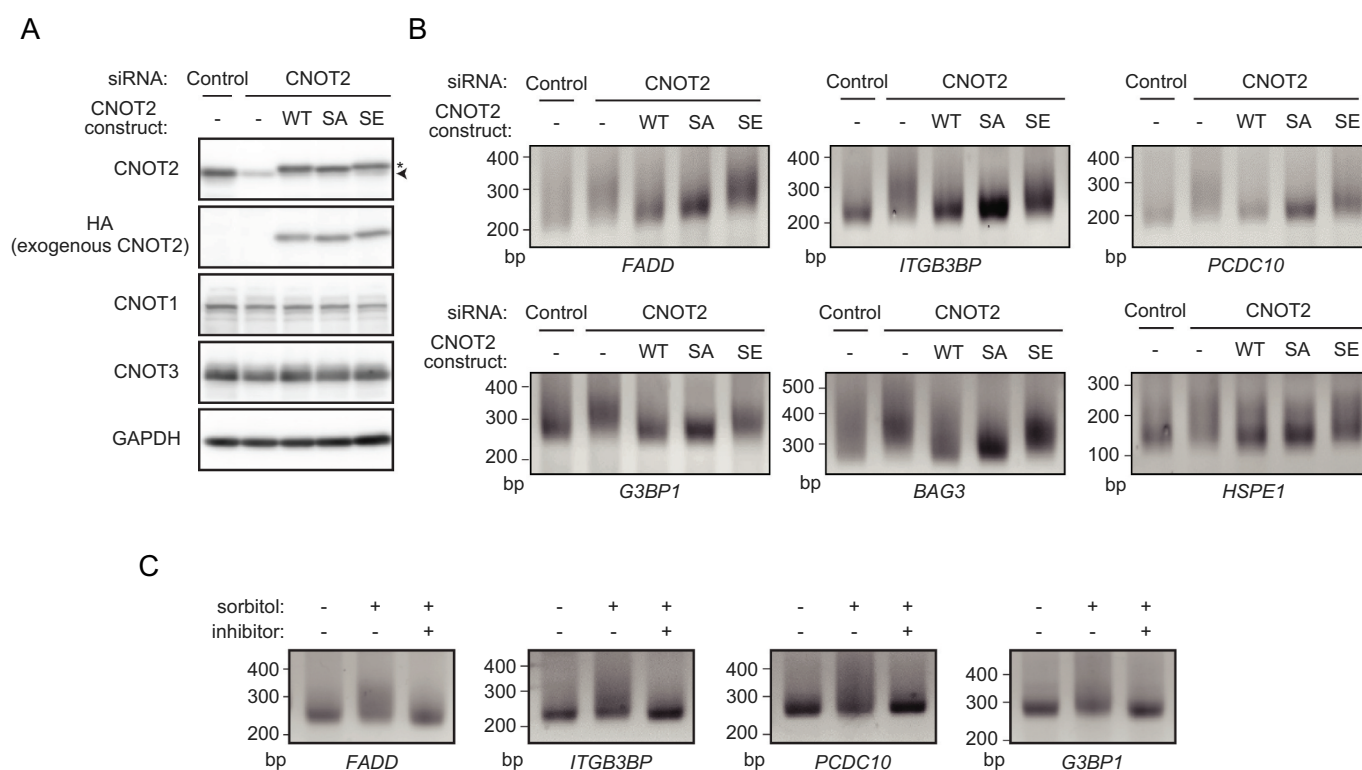 A
siRNA: Control CNOT2
CNOT2
construct: - - WT SA SE
CNOT2 *
HA
(exogenous CNOT2)
CNOT1
CNOT3
GAPDH
B
siRNA: Control CNOT2 Control CNOT2 Control CNOT2
CNOT2
construct: - - WT SA SE - - WT SA SE - - WT SA SE
400 400 400
300 300 300
200 200 200
bp FADD bp ITGB3BP bp PCDC10
siRNA: Control CNOT2 Control CNOT2 Control CNOT2
CNOT2
construct: - - WT SA SE - - WT SA SE - - WT SA SE
400 500 300
300 400 200
200 300 100
bp G3BP1 bp BAG3 bp HSPE1
C
sorbitol: - + + - + + - + + - + +
inhibitor: - - + - - + - - + - - +
400 400 400 400
300 300 300 300
200 200 200 200
bp FADD bp ITGB3BP bp PCDC10 bp G3BP1